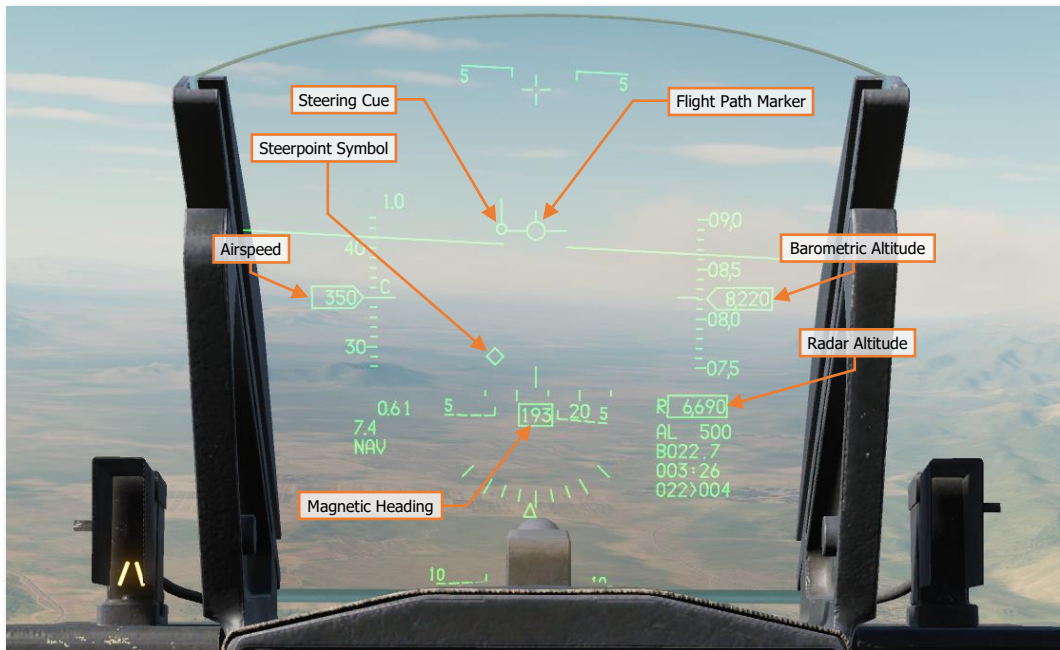 5 5
Steering Cue
Flight Path Marker
Steerpoint Symbol
1.0
09,0
40
Airspeed
Barometric Altitude
08,5
350
C
8,220
08,0
Radar Altitude
30
07,5
0.61
5
193
20
5
R 6,690
7.4
AL 500
NAV
B022.7
003:26
022>004
Magnetic Heading
10 10